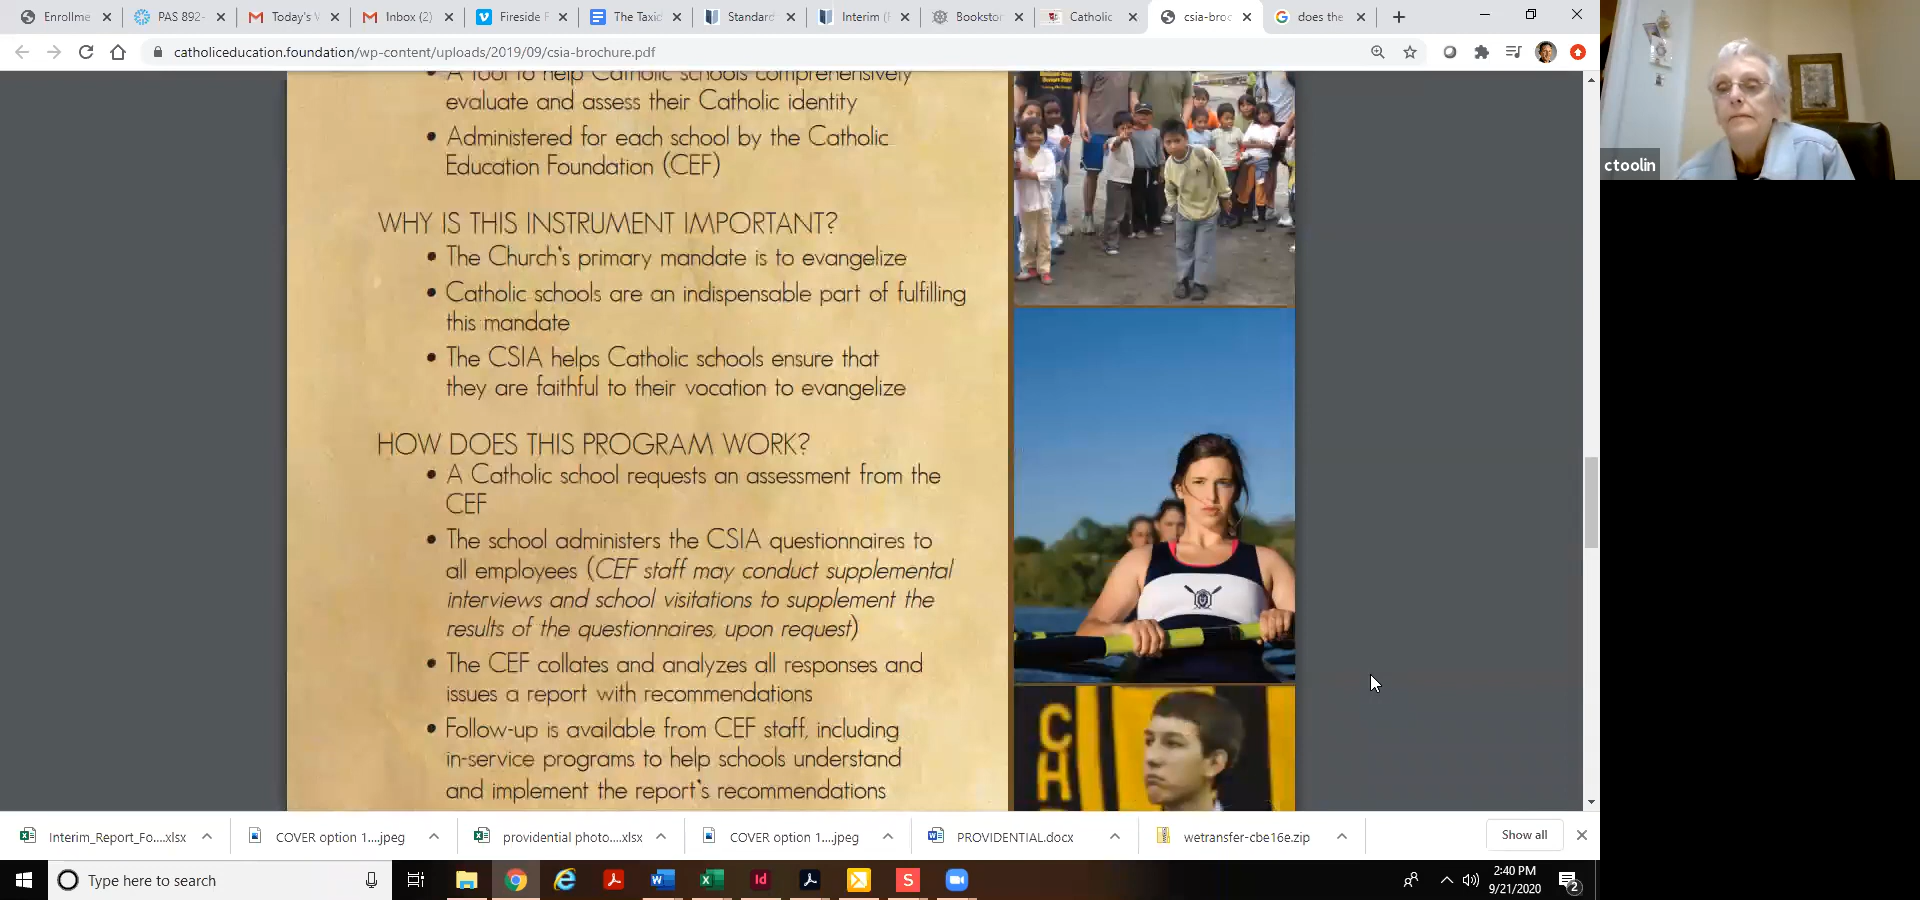 Enrollme
PAS 892-
Today's V
Inbox (2)
Fireside F
The Taxid
Standard
Interim (F
Bookstor
Catholic
csia-broc
does the
catholiceducation.foundation/wp-content/uploads/2019/09/csia-brochure.pdf
• A Tool to help Catholic schools comprehensively
evaluate and assess their Catholic identity
• Administered for each school by the Catholic
Education Foundation (CEF)
WHY IS THIS INSTRUMENT IMPORTANT?
• The Church's primary mandate is to evangelize
• Catholic schools are an indispensable part of fulfilling
this mandate
• The CSIA helps Catholic schools ensure that
they are faithful to their vocation to evangelize
HOW DOES THIS PROGRAM WORK?
• A Catholic school requests an assessment from the
CEF
• The school administers the CSIA questionnaires to
all employees (CEF staff may conduct supplemental
interviews and school visitations to supplement the
results of the questionnaires, upon request)
• The CEF collates and analyzes all responses and
issues a report with recommendations
• Follow-up is available from CEF staff, including
in-service programs to help schools understand
and implement the report's recommendations
C
H
ctoolin
Interim_Report_Fo....xlsx
COVER option 1....jpeg
providential photo....xlsx
COVER option 1....jpeg
PROVIDENTIAL.docx
wetransfer-cbe16e.zip
Show all
Type here to search
2:40 PM
9/21/2020
2